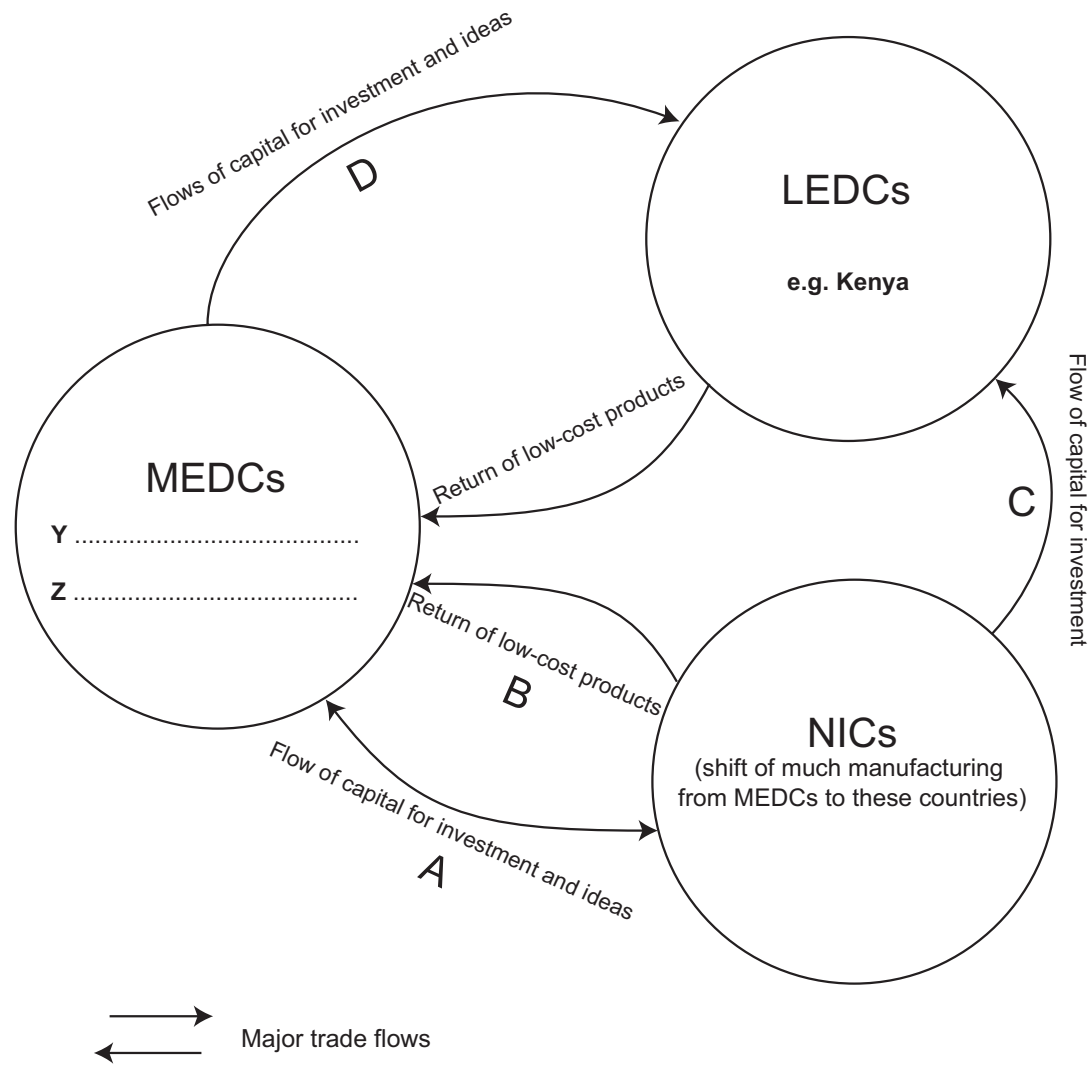 Flows of capital for investment and ideas
D
LEDCs
e.g. Kenya
Return of low-cost products
Flow of capital for investment
C
MEDCs
Y ..........................................
Z ..........................................
Return of low-cost products
B
NICs
(shift of much manufacturing
from MEDCs to these countries)
Flow of capital for investment and ideas
A
Major trade flows